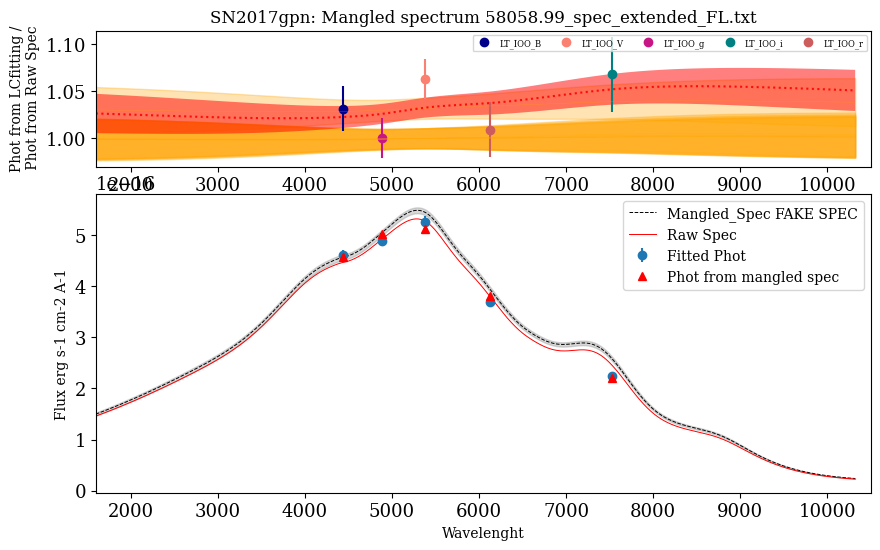 SN2017gpn: Mangled spectrum 58058.99_spec_extended_FL.txt
Phot from LCfitting /
Phot from Raw Spec
1.10
1.05
1.00
LT_IOO_B LT_IOO_V LT_IOO_g LT_IOO_i LT_IOO_r
2000 3000 4000 5000 6000 7000 8000 9000 10000
1e−16
Flux erg s-1 cm-2 A-1
5
4
3
2
1
0
Mangled_Spec FAKE SPEC
Raw Spec
Fitted Phot
Phot from mangled spec
2000 3000 4000 5000 6000 7000 8000 9000 10000
Wavelenght